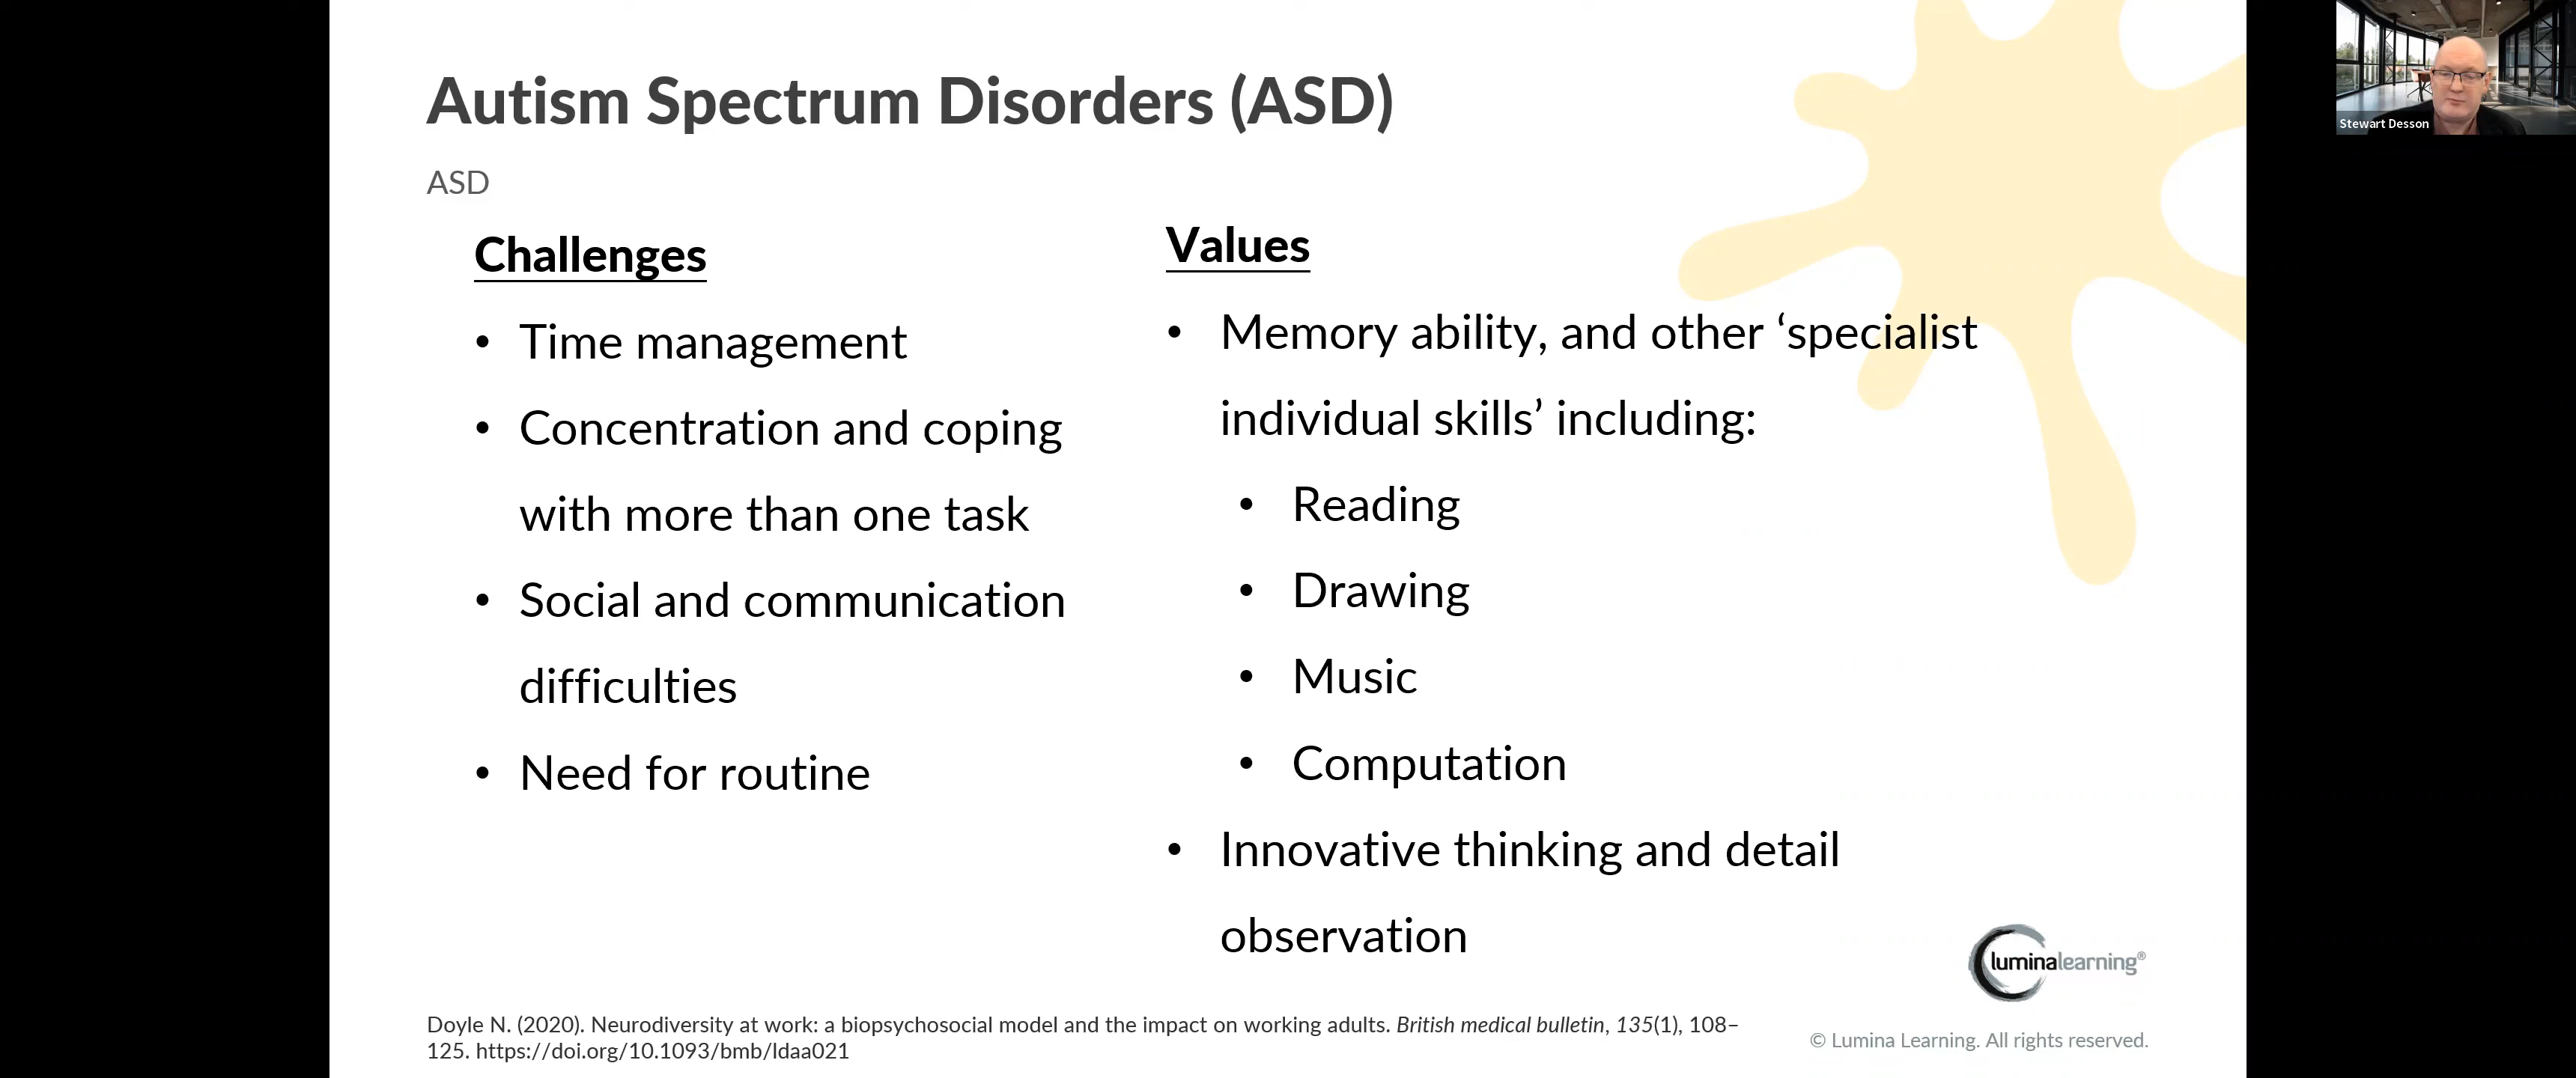 Autism Spectrum Disorders (ASD)
ASD
Challenges
• Time management
• Concentration and coping
with more than one task
• Social and communication
difficulties
• Need for routine
Values
• Memory ability, and other ‘specialist
individual skills’ including:
• Reading
• Drawing
• Music
• Computation
• Innovative thinking and detail
observation
Doyle N. (2020). Neurodiversity at work: a biopsychosocial model and the impact on working adults. British medical bulletin, 135(1), 108–
125. https://doi.org/10.1093/bmb/ldaa021
luminalearning®
© Lumina Learning. All rights reserved.
Stewart Desson